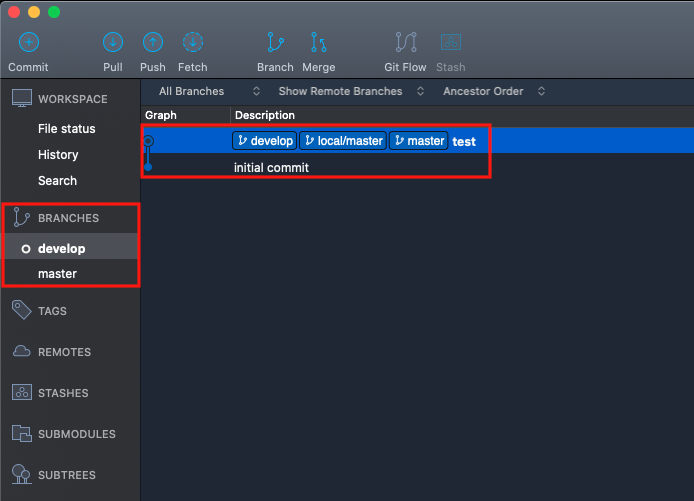 Commit Pull Push Fetch Branch Merge Git Flow Stash
WORKSPACE
File status
History
Search
BRANCHES
develop
master
TAGS
REMOTES
STASHES
SUBMODULES
SUBTREES
All Branches Show Remote Branches Ancestor Order
Graph Description
develop local/master master test
initial commit